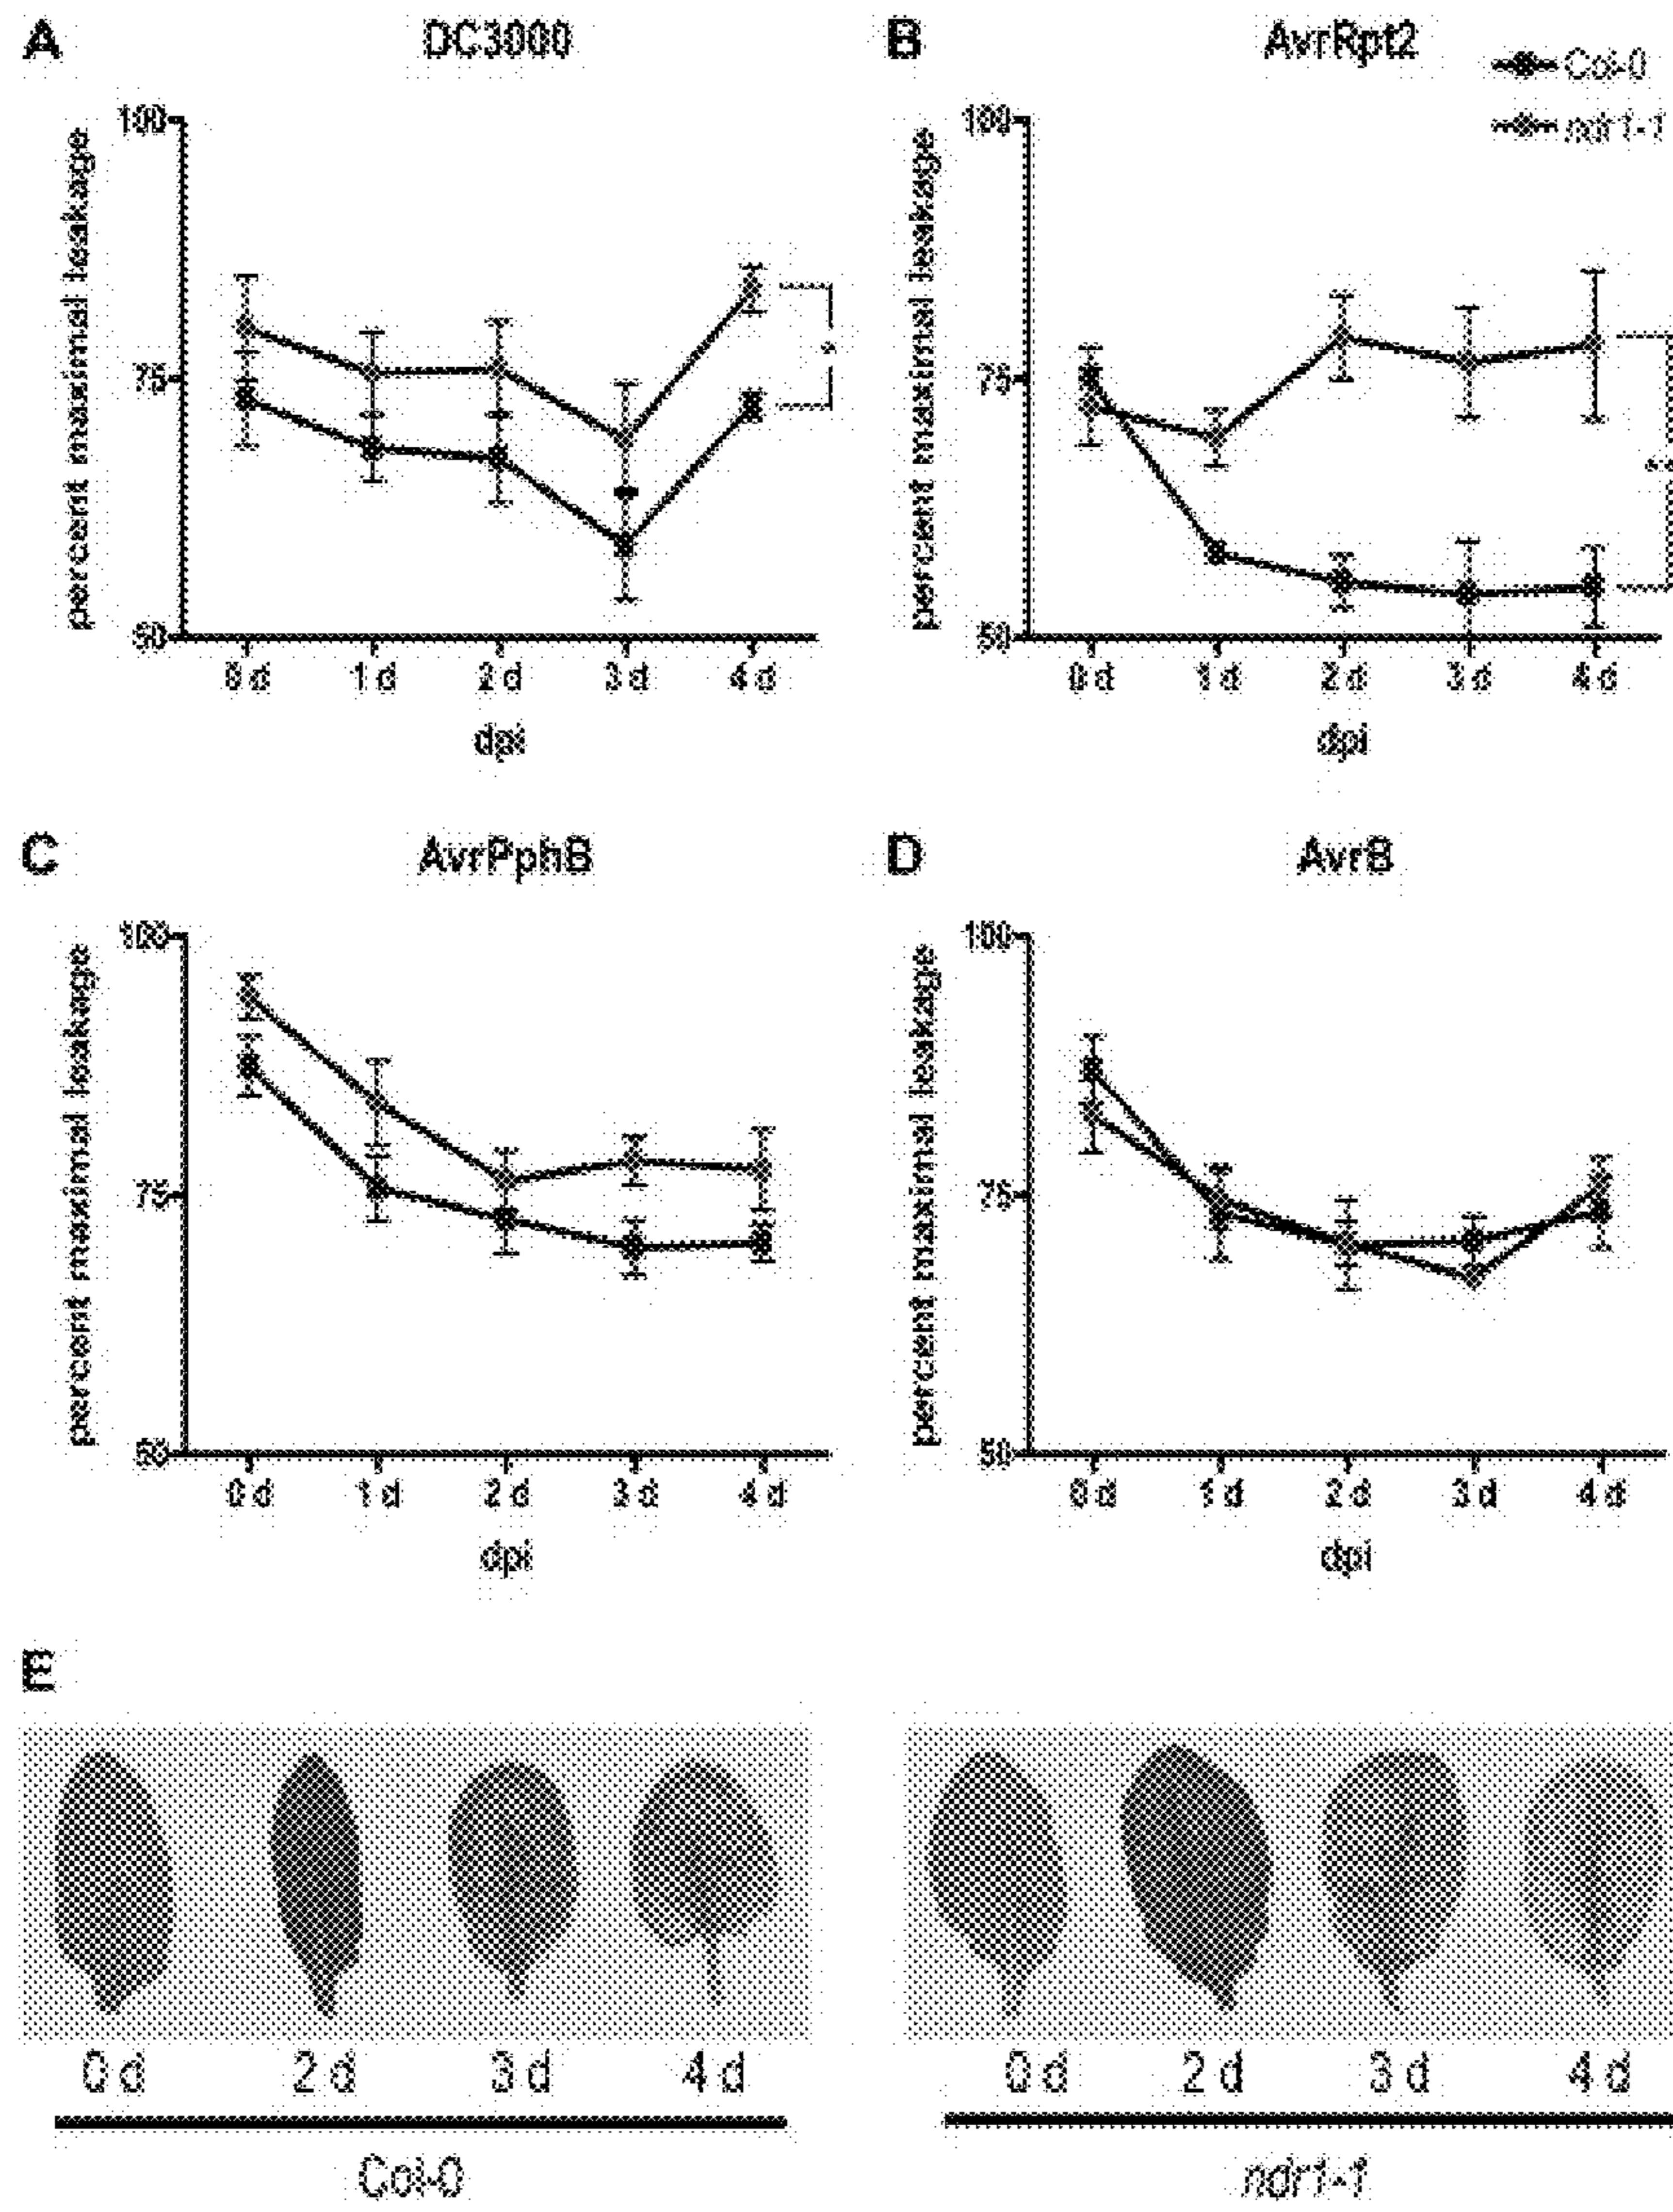 A DC3000
B AvrRpt2
Col-0
ndr1-1
percent maximal leakage
100
75
50
0 d 1 d 2 d 3 d 4 d
dpi
*
percent maximal leakage
100
75
50
0 d 1 d 2 d 3 d 4 d
dpi
**
C AvrPphB
percent maximal leakage
100
75
50
0 d 1 d 2 d 3 d 4 d
dpi
D AvrB
percent maximal leakage
100
75
50
0 d 1 d 2 d 3 d 4 d
dpi
E
0 d 2 d 3 d 4 d
Col-0
0 d 2 d 3 d 4 d
ndr1-1